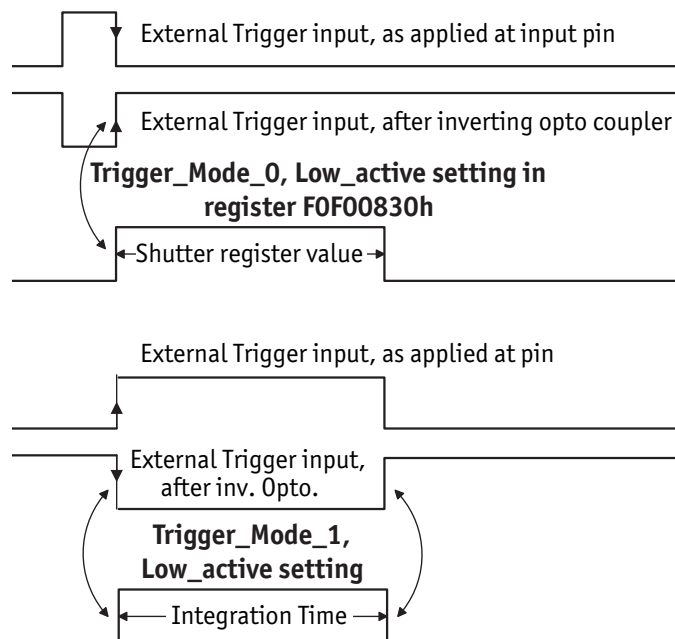 External Trigger input, as applied at input pin
External Trigger input, after inverting opto coupler
Trigger_Mode_0, Low_active setting in
register F0F00830h
Shutter register value
External Trigger input, as applied at pin
External Trigger input,
after inv. Opto.
Trigger_Mode_1,
Low_active setting
Integration Time